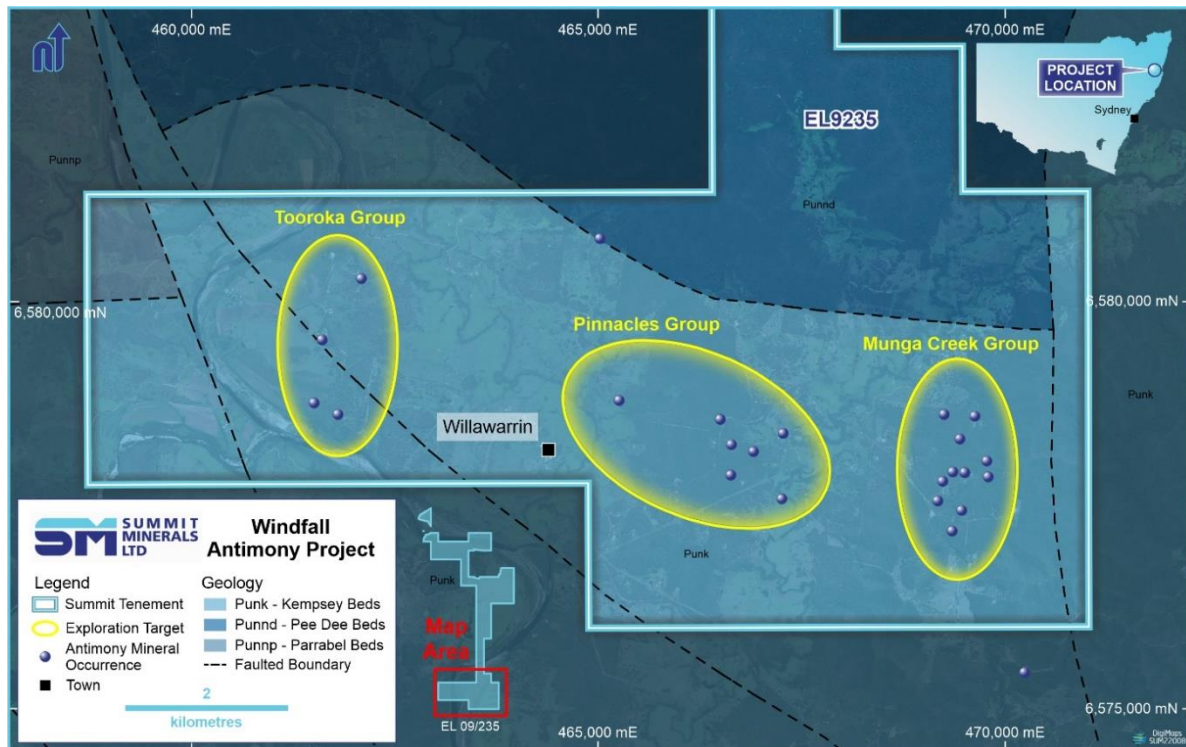 460,000 mE
465,000 mE
470,000 mE
PROJECT
LOCATION
Sydney
EL9235
Punnp
Punnd
Tooroka Group
6,580,000 mN
6,580,000 mN
Pinnacles Group
Munga Creek Group
Punk
Willawarrin
SM SUMMIT
MINERALS
LTD
Windfall
Antimony Project
Legend
Summit Tenement
Exploration Target
Antimony Mineral
Occurrence
Town
2
kilometres
Geology
Punk - Kempsey Beds
Punnd - Pee Dee Beds
Punnp - Parrabel Beds
Faulted Boundary
Punk
Map
Area
EL 09/235
Punk
465,000 mE
470,000 mE
6,575,000 mN
DigiMaps
SUM22008